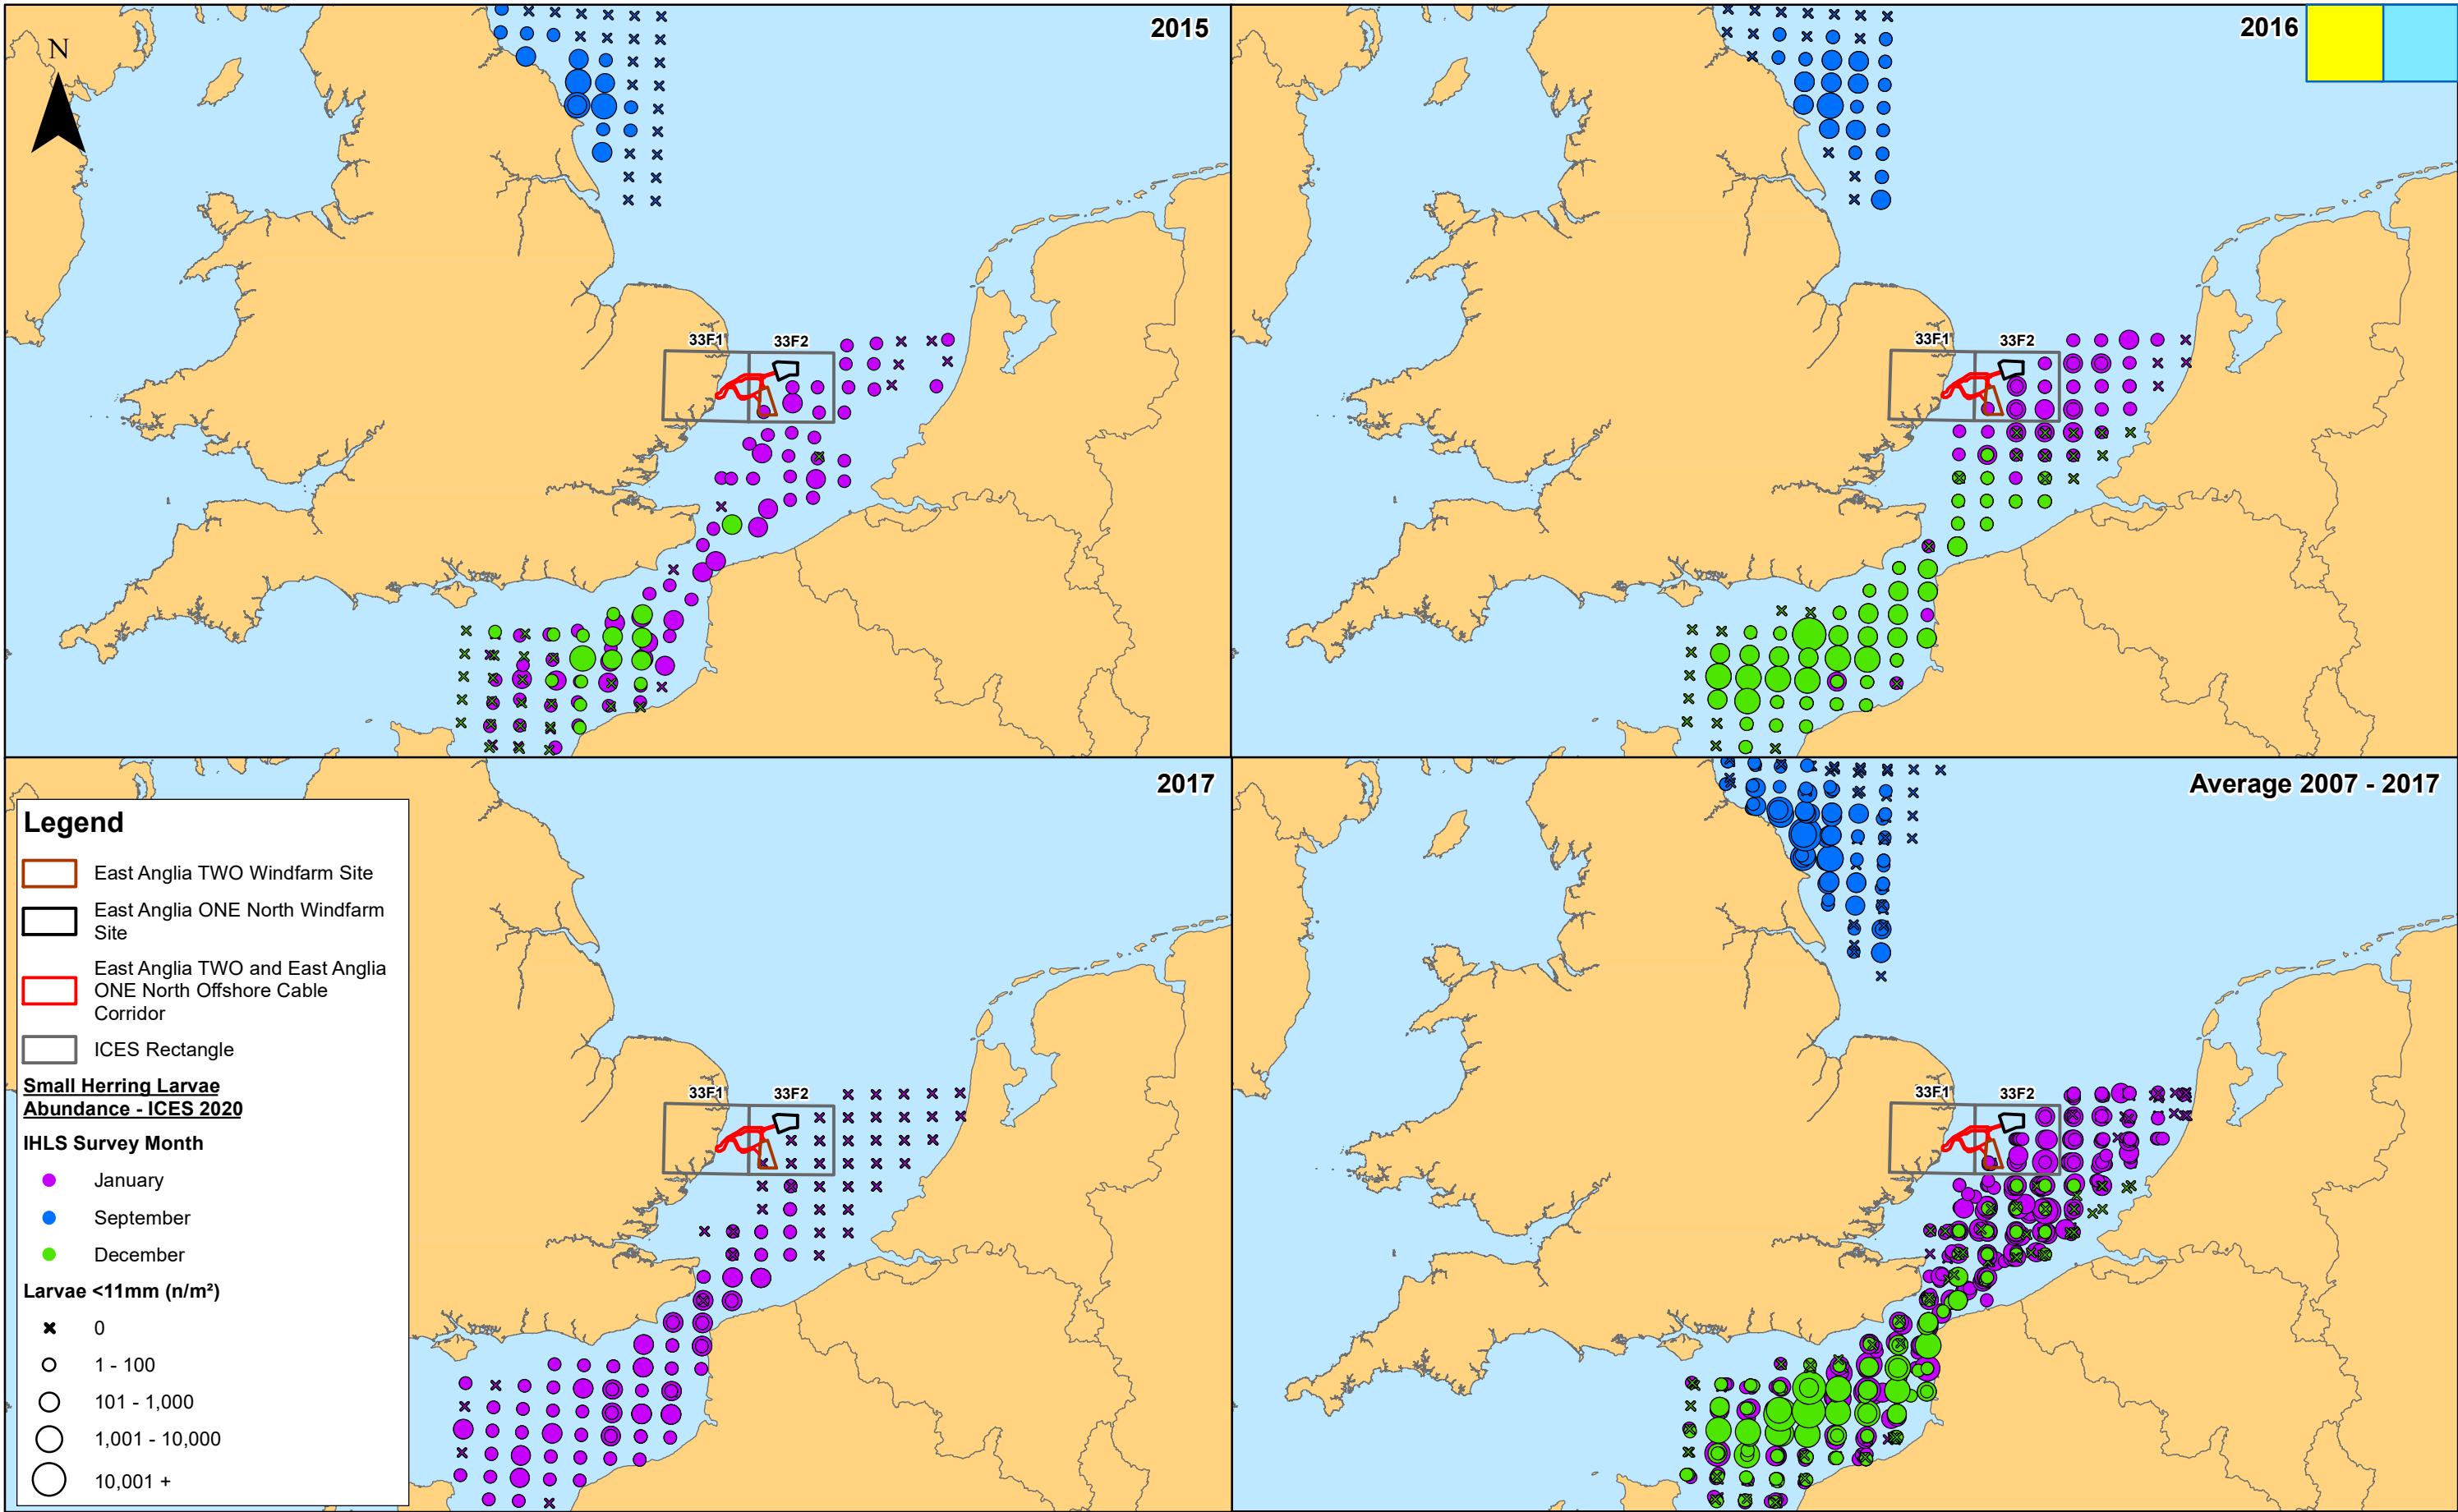 2015
N
33F1
33F2
2016
33F1
33F2
2017
33F1
33F2
Legend
East Anglia TWO Windfarm Site
East Anglia ONE North Windfarm
Site
East Anglia TWO and East Anglia
ONE North Offshore Cable
Corridor
ICES Rectangle
Small Herring Larvae
Abundance - ICES 2020
IHLS Survey Month
January
September
December
Larvae <11mm (n/m²)
0
1 - 100
101 - 1,000
1,001 - 10,000
10,001 +
Average 2007 - 2017
33F1
33F2